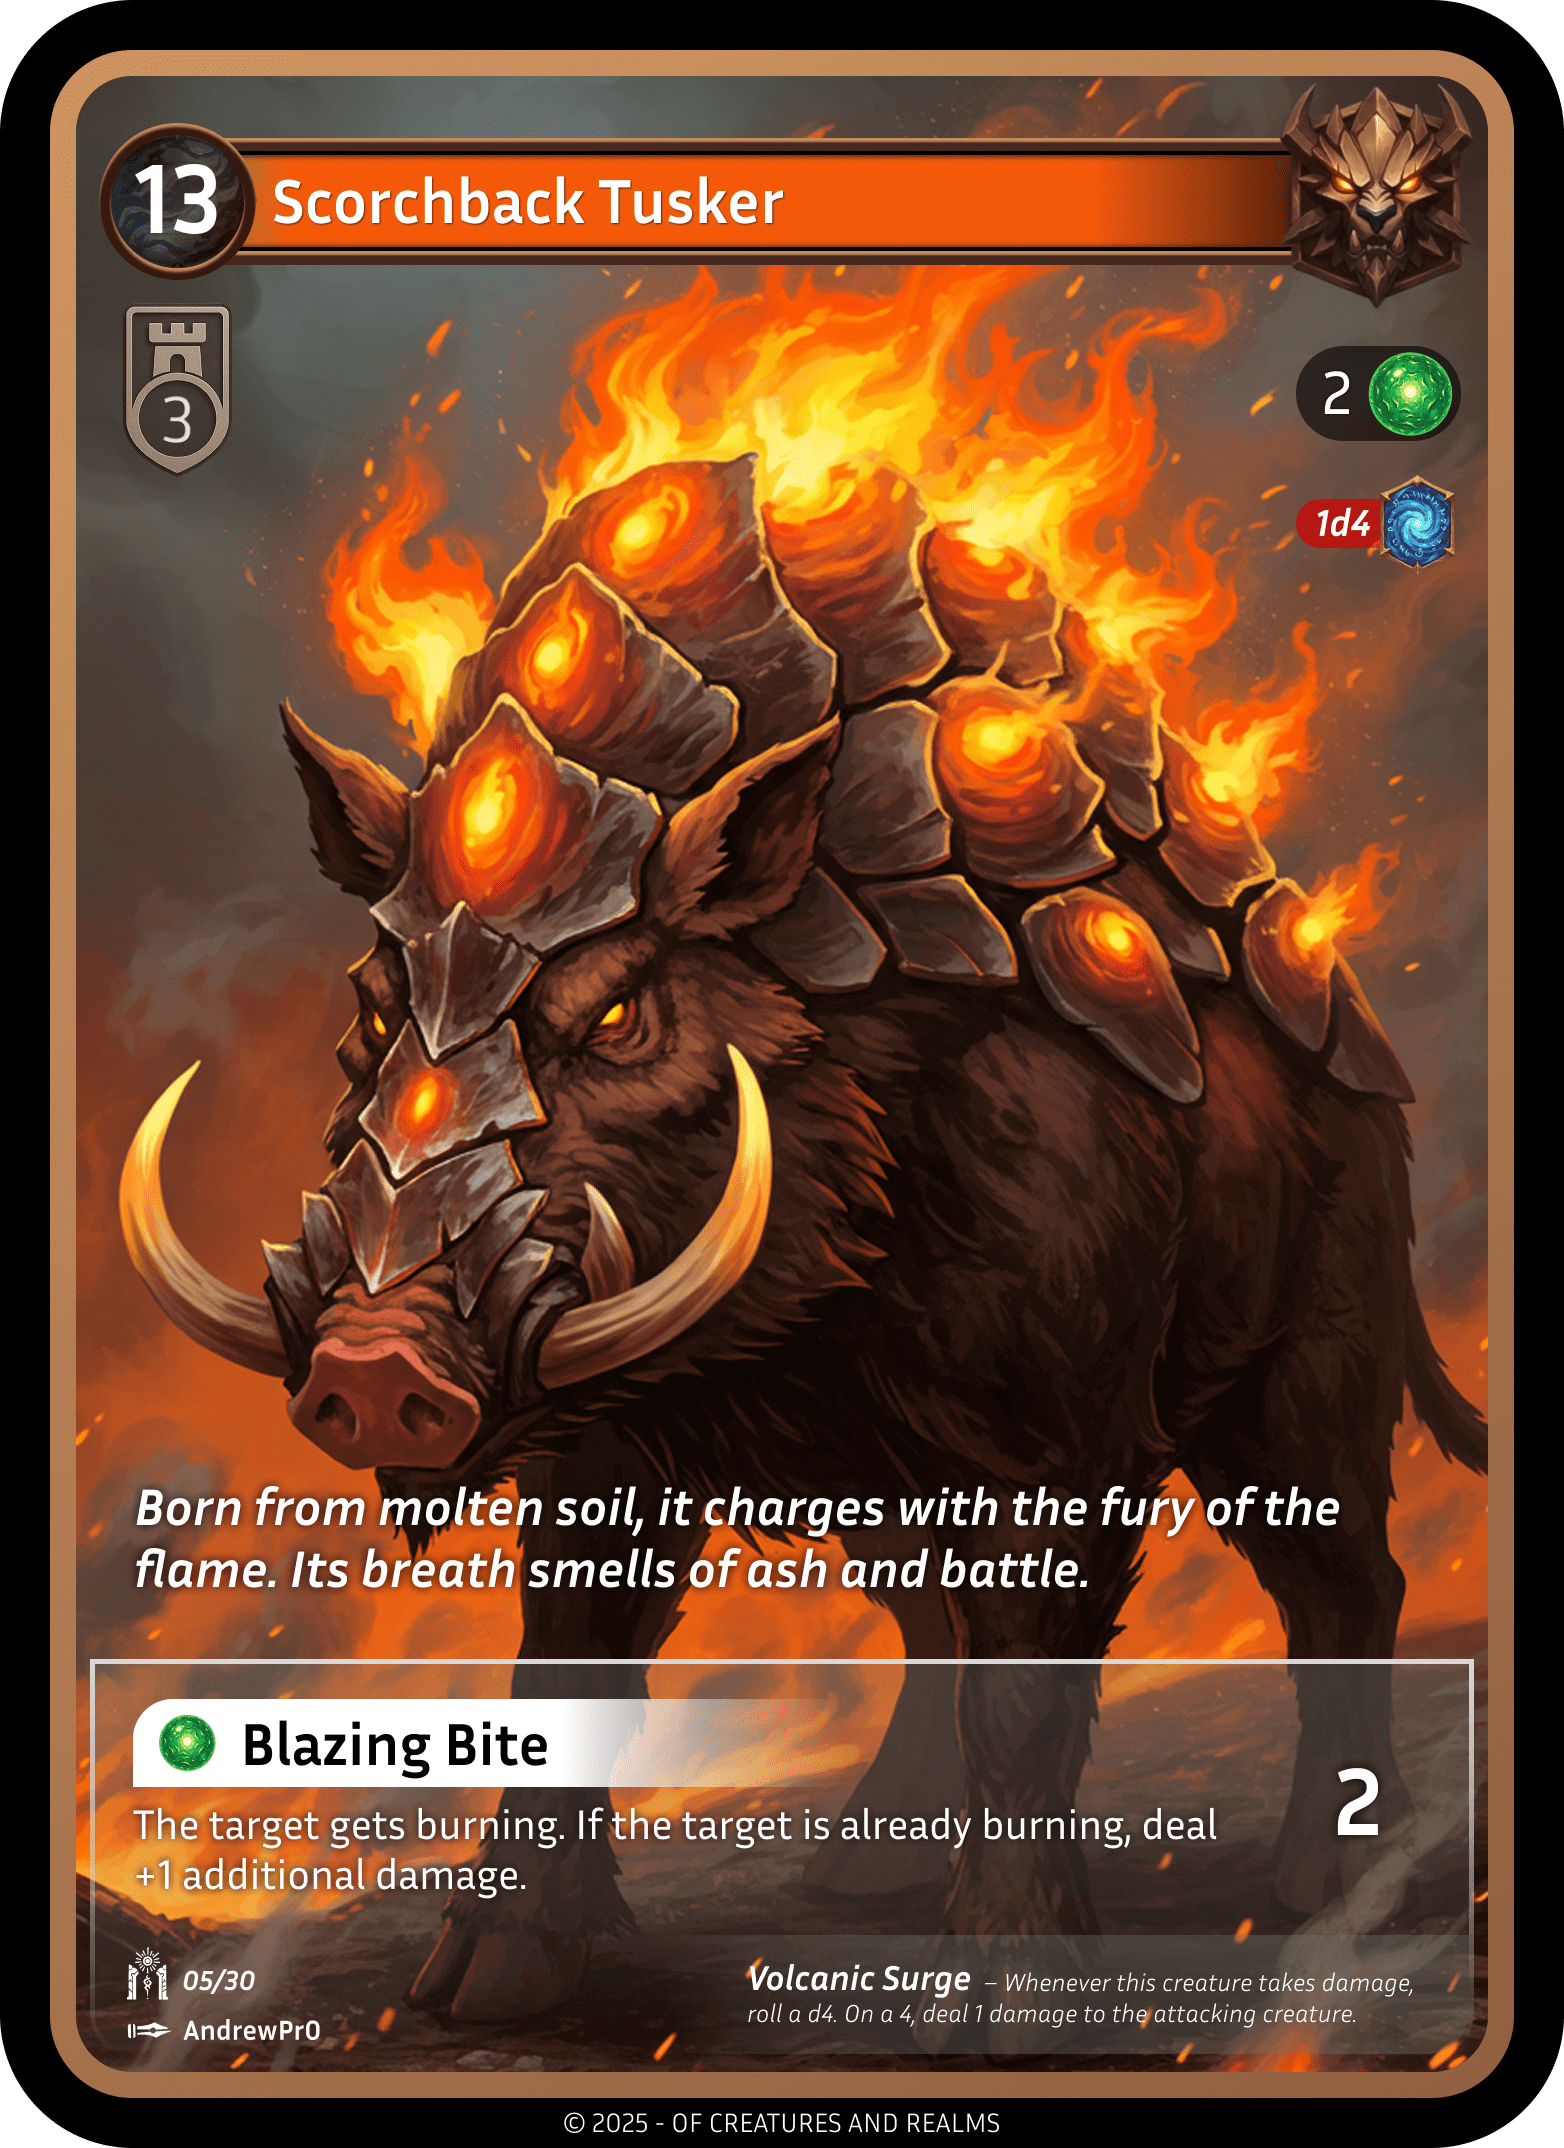 13 Scorchback Tusker
3
2
1d4
Born from molten soil, it charges with the fury of the
flame. Its breath smells of ash and battle.
Blazing Bite
2
The target gets burning. If the target is already burning, deal
+1 additional damage.
05/30
AndrewPr0
Volcanic Surge – Whenever this creature takes damage,
roll a d4. On a 4, deal 1 damage to the attacking creature.
© 2025 - OF CREATURES AND REALMS